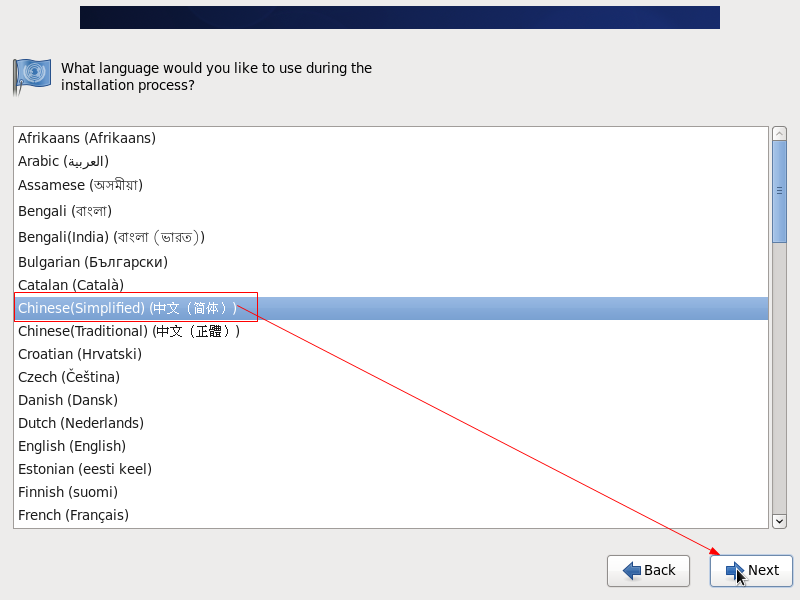 What language would you like to use during the
installation process?
Afrikaans (Afrikaans)
Arabic (العربية)
Assamese (অসমীয়া)
Bengali (বাংলা)
Bengali(India) (বাংলা (ভারত))
Bulgarian (Български)
Catalan (Català)
Chinese(Simplified) (中文（简体）)
Chinese(Traditional) (中文（正體）)
Croatian (Hrvatski)
Czech (Čeština)
Danish (Dansk)
Dutch (Nederlands)
English (English)
Estonian (eesti keel)
Finnish (suomi)
French (Français)
Back
Next